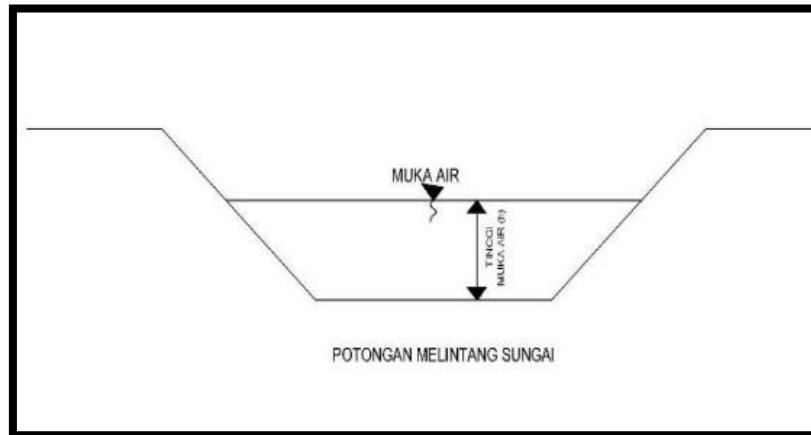 MUKA AIR
TINGGI
MUKA AIR (h)
POTONGAN MELINTANG SUNGAI